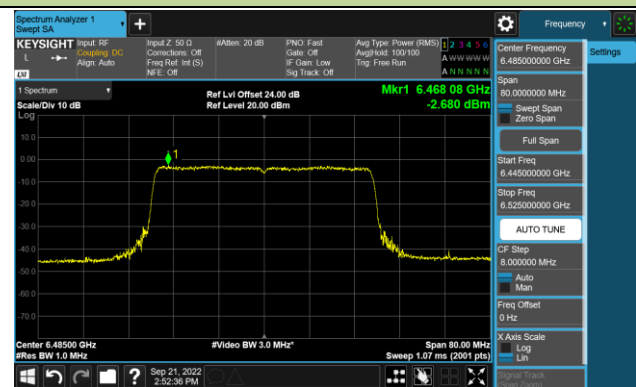 Spectrum Analyzer 1
Swept SA
Frequency
KEYSIGHT
L
LXI
Input: RF
Coupling: DC
Align: Auto
Input Z: 50 Ω
Corrections: Off
Freq Ref: Int (S)
NFE: Off
#Atten: 20 dB
PNO: Fast
Gate: Off
IF Gain: Low
Sig Track: Off
Avg Type: Power (RMS)
Avg|Hold: 100/100
Trig: Free Run
1 2 3 4 5 6
A W W W W W
A N N N N N
1 Spectrum
Scale/Div 10 dB
Log
Ref Lvl Offset 24.00 dB
Ref Level 20.00 dBm
Mkr1 6.468 08 GHz
-2.680 dBm
10.0
0.00
-10.0
-20.0
-30.0
-40.0
-50.0
-60.0
-70.0
1
Center 6.48500 GHz
#Res BW 1.0 MHz
#Video BW 3.0 MHz*
Span 80.00 MHz
Sweep 1.07 ms (2001 pts)
Sep 21, 2022
2:52:36 PM
Center Frequency
6.485000000 GHz
Settings
Span
80.0000000 MHz
Swept Span
Zero Span
Full Span
Start Freq
6.445000000 GHz
Stop Freq
6.525000000 GHz
AUTO TUNE
CF Step
8.000000 MHz
Auto
Man
Freq Offset
0 Hz
X Axis Scale
Log
Lin
Signal Track
(Span Zoom)